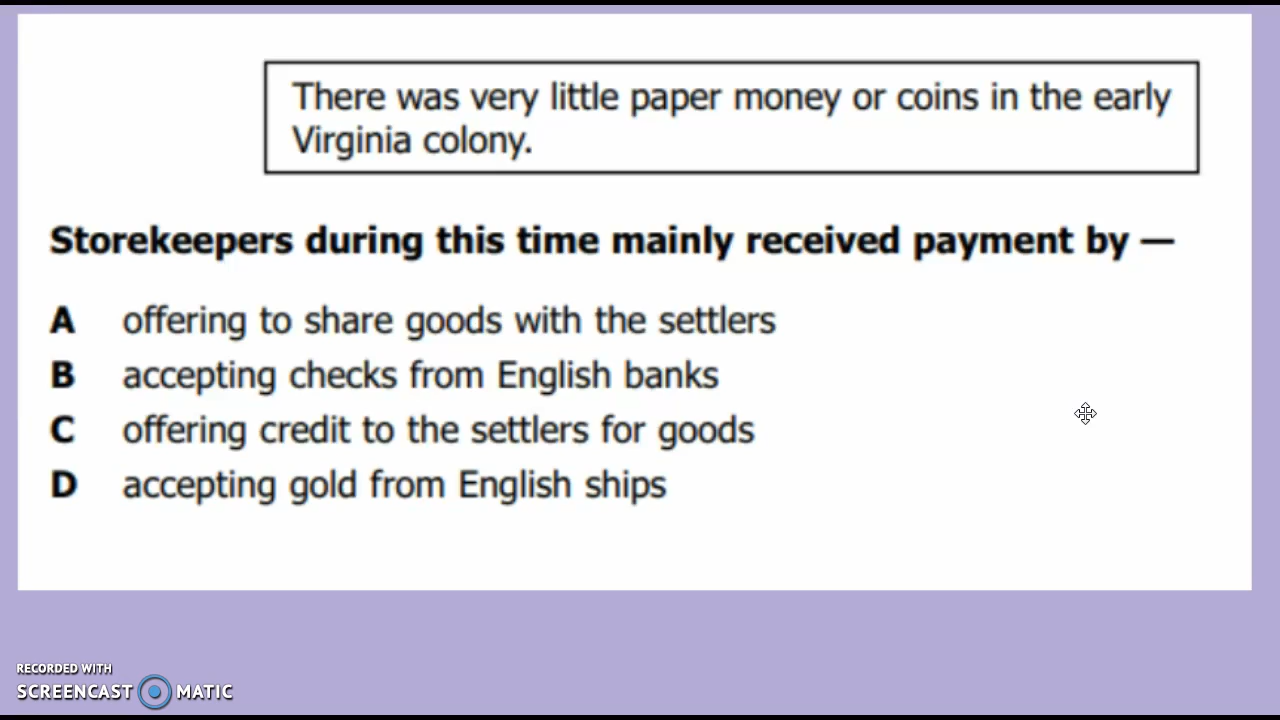 There was very little paper money or coins in the early
Virginia colony.
Storekeepers during this time mainly received payment by —
A offering to share goods with the settlers
B accepting checks from English banks
C offering credit to the settlers for goods
D accepting gold from English ships
RECORDED WITH
SCREENCAST MATIC